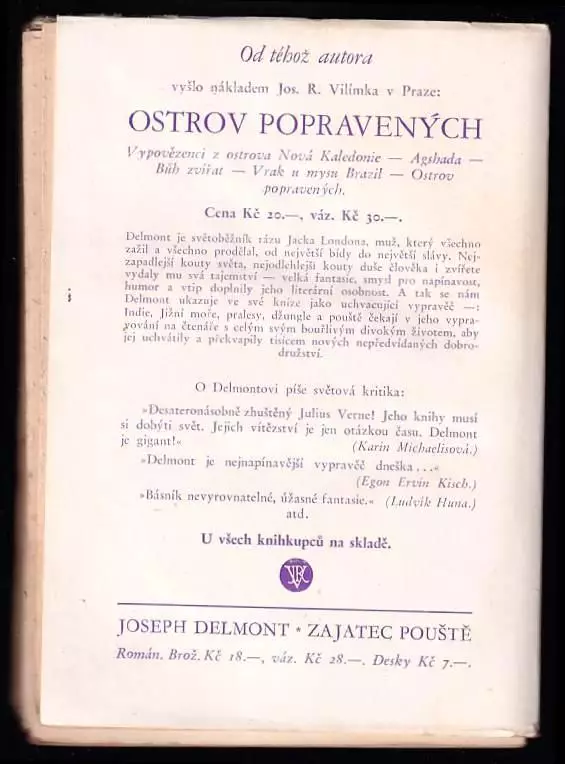 Od téhož autora
vyšlo nákladem Jos. R. Vilímka v Praze:
OSTROV POPRAVENÝCH
Vypovězenci z ostrova Nová Kaledonie — Agshada —
Bůh zvířat — Vrak u mysu Brazil — Ostrov
popravených.
Cena Kč 20.—, váz. Kč 30.—.
Delmont je světoběžník rázu Jacka Londona, muž, který všechno
zažil a všechno prodělal, od největší bídy do největší slávy. Nej-
zapadlejší kouty světa, nejodlehlejší kouty duše člověka i zvířete
vydaly mu svá tajemství — velká fantasie, smysl pro napínavost,
humor a vtip doplnily jeho literární osobnost. A tak se nám
Delmont ukazuje ve své knize jako uchvacující vypravěč —:
Indie, Jižní moře, pralesy, džungle a pouště čekají v jeho vypra-
vování na čtenáře s celým svým bouřlivým divokým životem, aby
jej uchvátily a překvapily tisícem nových nepředvídaných dobro-
družství.
O Delmontovi píše světová kritika:
»Desateronásobně zhuštěný Julius Verne! Jeho knihy musí
si dobýti svět. Jejich vítězství je jen otázkou času. Delmont
je gigant!« (Karin Michaelisová.)
»Delmont je nejnapínavější vypravěč dneška...«
(Egon Ervin Kisch.)
»Básník nevyrovnatelné, úžasné fantasie.« (Ludvík Huna.)
atd.
U všech knihkupců na skladě.
JRV
JOSEPH DELMONT * ZAJATEC POUŠTĚ
Román. Brož. Kč 18.—, váz. Kč 28.—. Desky Kč 7.—.